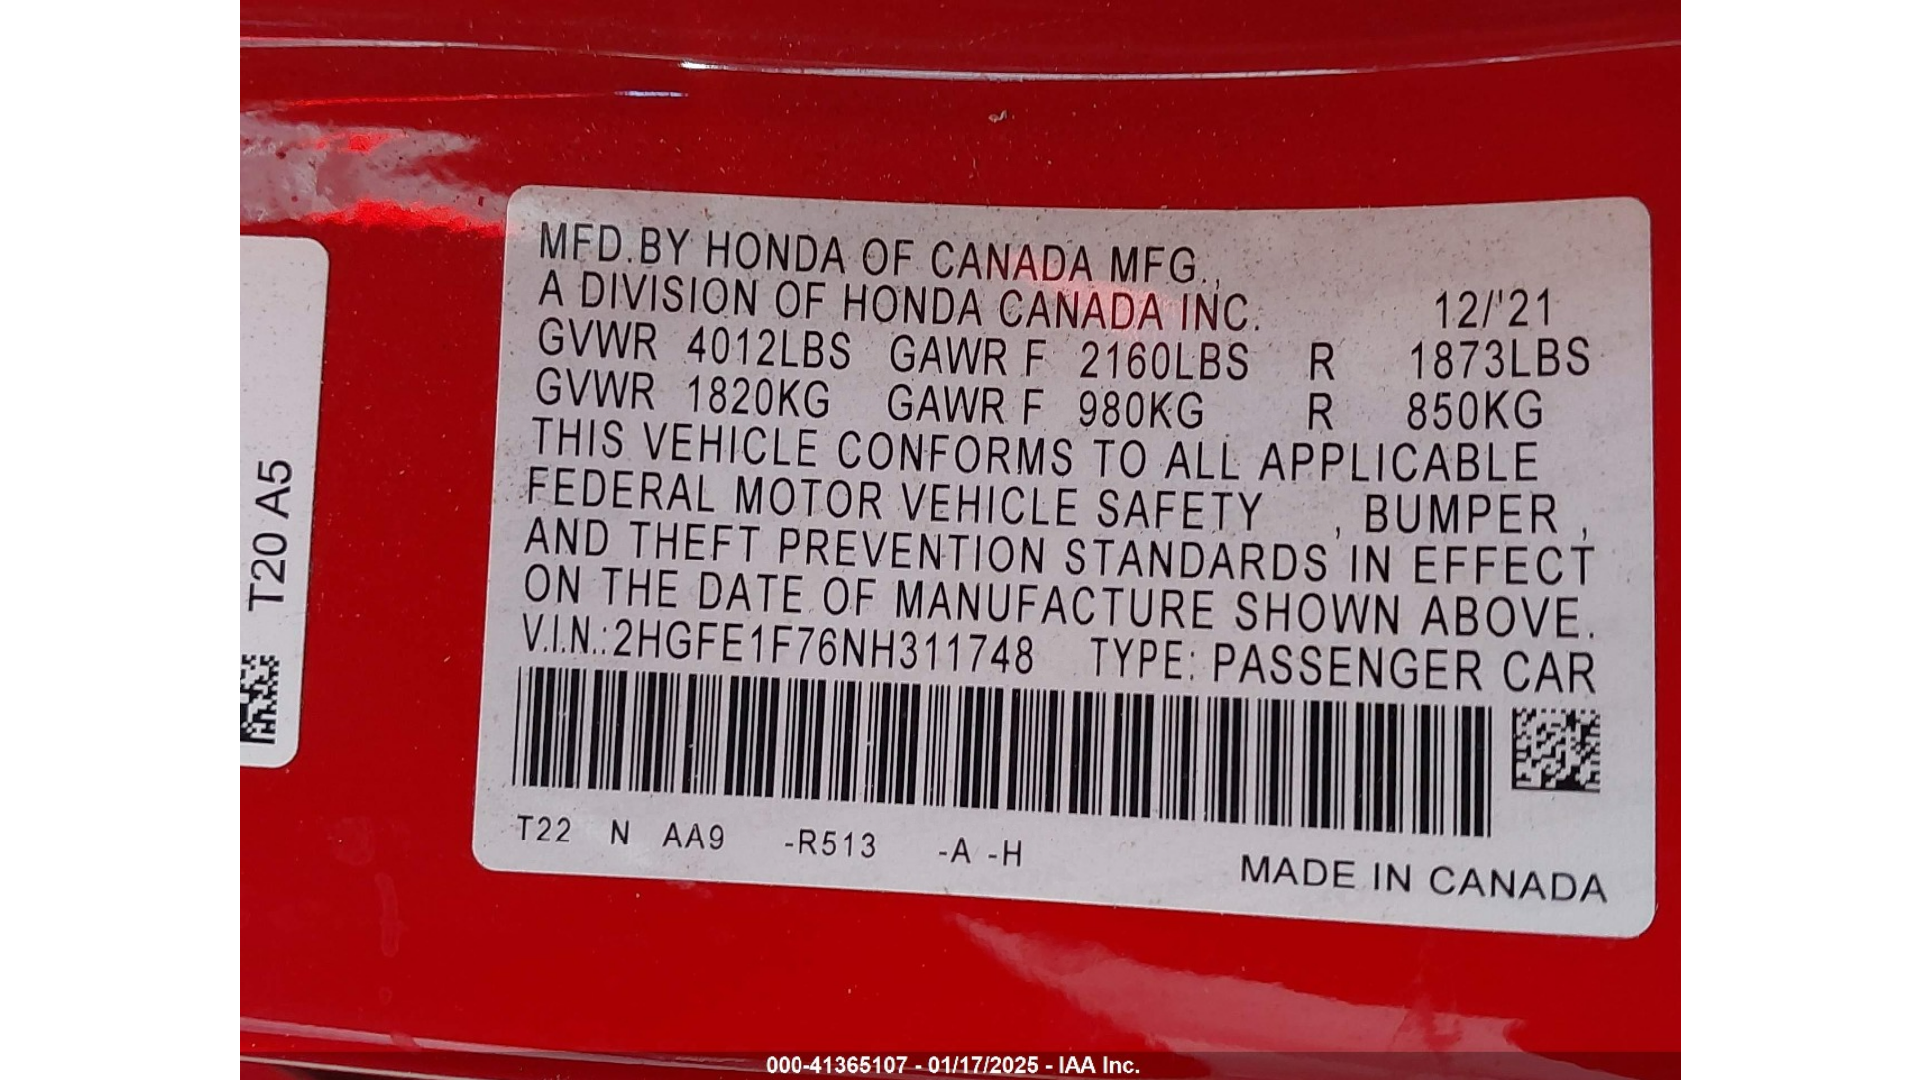 MFD.BY HONDA OF CANADA MFG.,
A DIVISION OF HONDA CANADA INC. 12/'21
GVWR 4012LBS GAWR F 2160LBS R 1873LBS
GVWR 1820KG GAWR F 980KG R 850KG
THIS VEHICLE CONFORMS TO ALL APPLICABLE
FEDERAL MOTOR VEHICLE SAFETY , BUMPER ,
AND THEFT PREVENTION STANDARDS IN EFFECT
ON THE DATE OF MANUFACTURE SHOWN ABOVE.
V.I.N.:2HGFE1F76NH311748 TYPE: PASSENGER CAR
T22 N AA9 -R513 -A -H
MADE IN CANADA
T20 A5
000-41365107 - 01/17/2025 - IAA Inc.